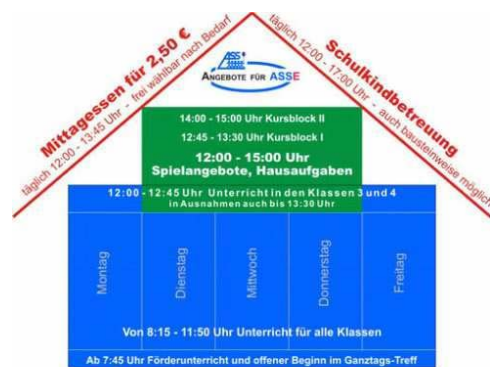 Mittagessen für 2,50 €
täglich 12:00 - 13:45 Uhr - frei wählbar nach Bedarf
Schulkindbetreuung
täglich 12:00 - 17:00 Uhr - auch bausteinweise möglich
ASS+
ANGEBOTE FÜR ASSE
14:00 - 15:00 Uhr Kursblock II
12:45 - 13:30 Uhr Kursblock I
12:00 - 15:00 Uhr
Spielangebote, Hausaufgaben
12:00 - 12:45 Uhr Unterricht in den Klassen 3 und 4
in Ausnahmen auch bis 13:30 Uhr
Montag
Dienstag
Mittwoch
Donnerstag
Freitag
Von 8:15 - 11:50 Uhr Unterricht für alle Klassen
Ab 7:45 Uhr Förderunterricht und offener Beginn im Ganztags-Treff